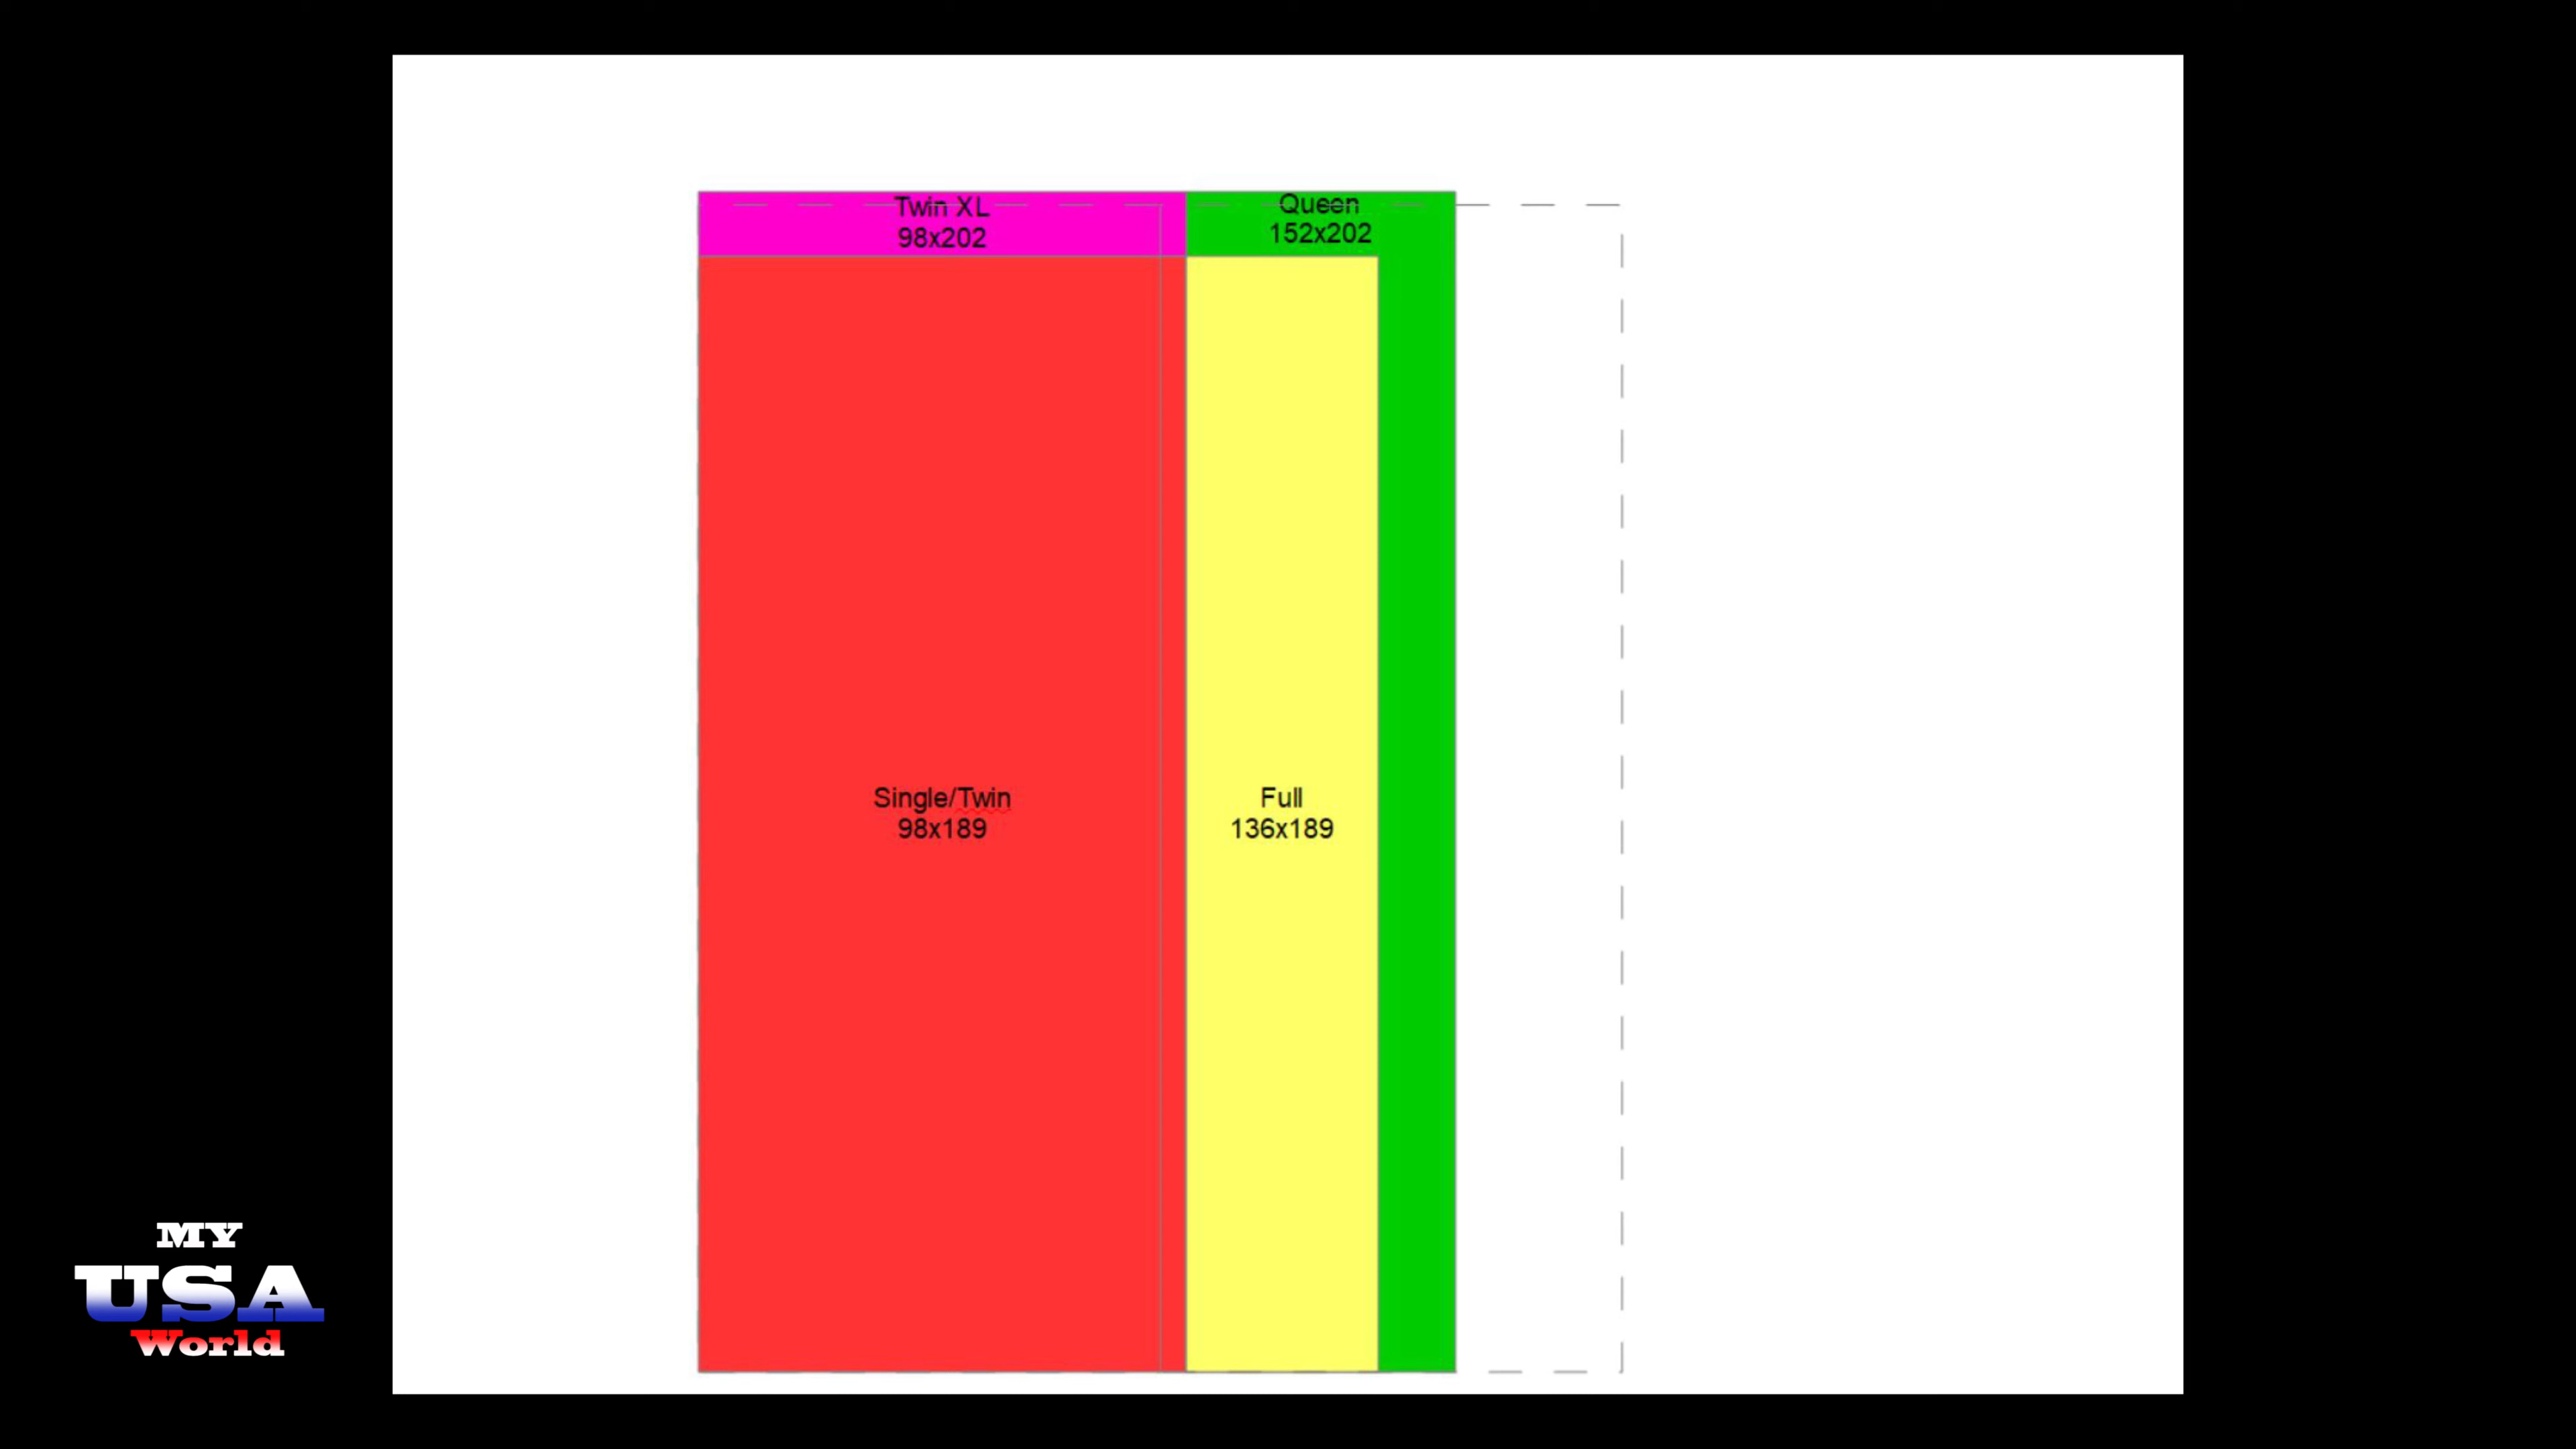 Twin XL
98x202
Queen
152x202
Single/Twin
98x189
Full
136x189
MY
USA
World